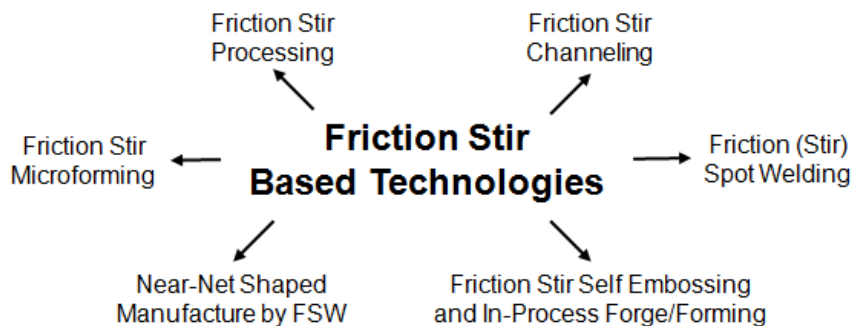 Friction Stir
Processing
Friction Stir
Channeling
Friction Stir
Microforming
Friction Stir
Based Technologies
Friction (Stir)
Spot Welding
Near-Net Shaped
Manufacture by FSW
Friction Stir Self Embossing
and In-Process Forge/Forming